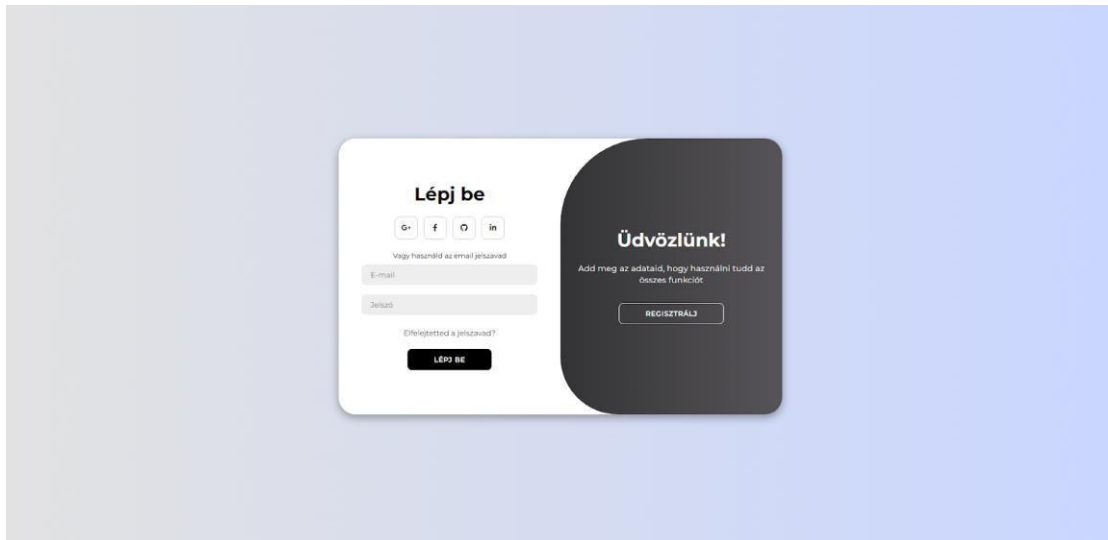 Lépj be
G+ f in
Vagy használd az email jelszavad
E-mail
Jelszó
Elfelejtetted a jelszavad?
LÉPJ BE
Üdvözlünk!
Add meg az adataid, hogy használni tudd az
összes funkciót
REGISZTRÁLJ